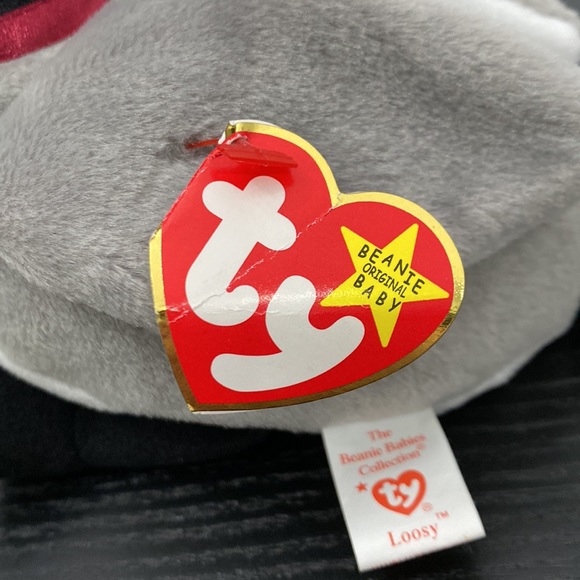 ty
BEANIE
ORIGINAL
BABY
The
Beanie Babies
Collection©
ty®
Loosy™